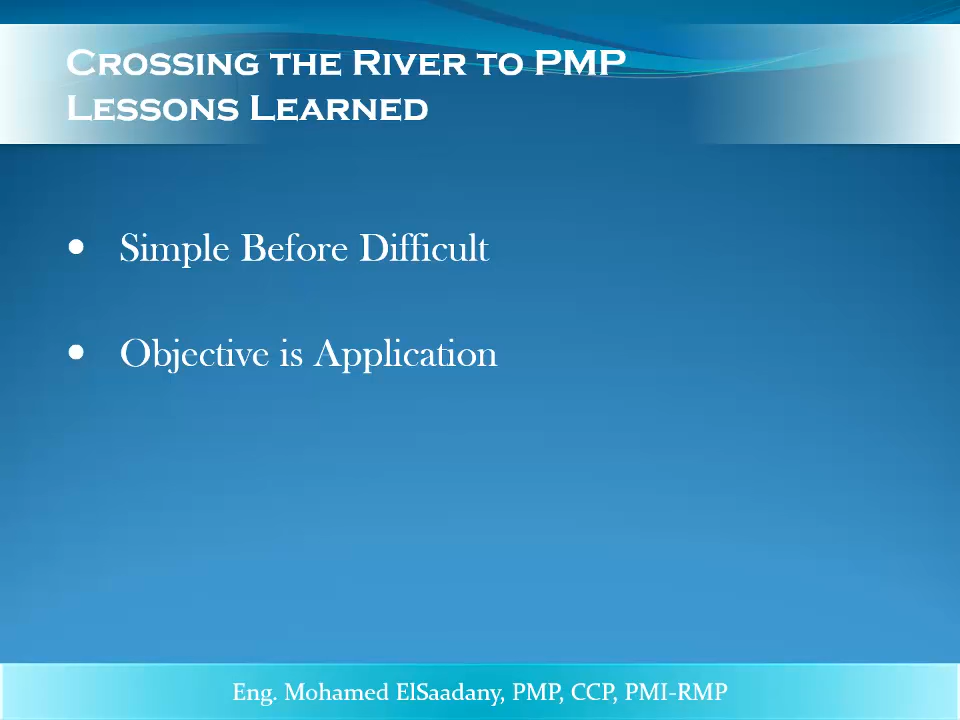 Crossing the River to PMP
Lessons Learned
• Simple Before Difficult
• Objective is Application
Eng. Mohamed ElSaadany, PMP, CCP, PMI-RMP